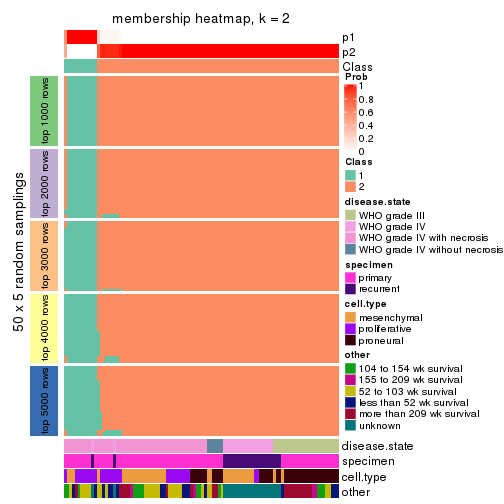 membership heatmap, k = 2
p1
p2
Class
50 x 5 random samplings
top 1000 rows
top 2000 rows
top 3000 rows
top 4000 rows
top 5000 rows
disease.state
specimen
cell.type
other
Prob
1
0.8
0.6
0.4
0.2
0
Class
1
2
disease.state
WHO grade III
WHO grade IV
WHO grade IV with necrosis
WHO grade IV without necrosis
specimen
primary
recurrent
cell.type
mesenchymal
proliferative
proneural
other
104 to 154 wk survival
155 to 209 wk survival
52 to 103 wk survival
less than 52 wk survival
more than 209 wk survival
unknown